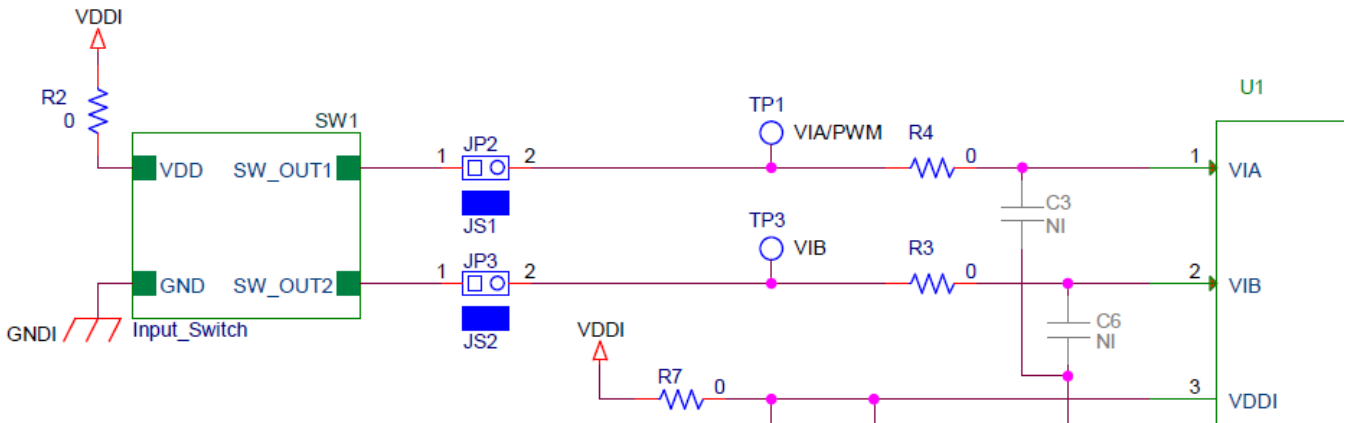 VDDI
R2
0
SW1
VDD
SW_OUT1
GND
SW_OUT2
Input_Switch
GNDI
1
JP2
2
JS1
1
JP3
2
JS2
TP1
VIA/PWM
R4
0
TP3
VIB
R3
0
C3
NI
C6
NI
VDDI
R7
0
U1
1
VIA
2
VIB
3
VDDI